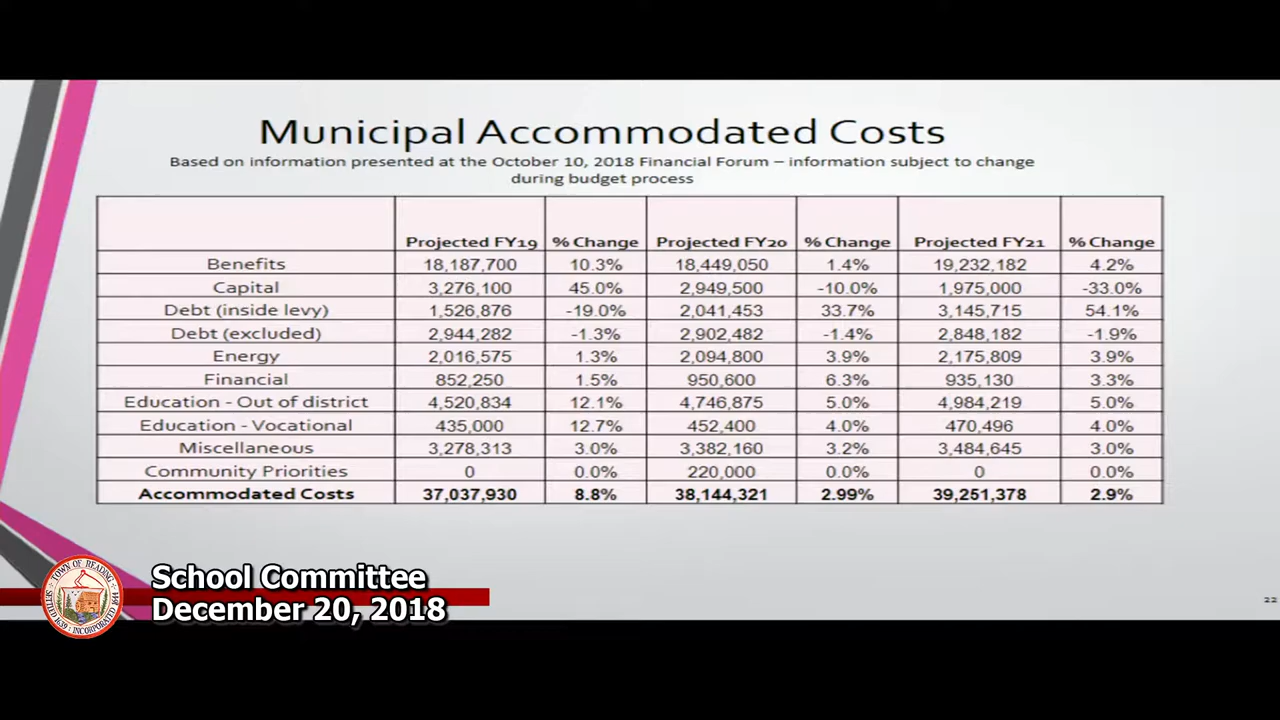 Municipal Accommodated Costs
Based on information presented at the October 10, 2018 Financial Forum – information subject to change
during budget process
Projected FY19 % Change Projected FY20 % Change Projected FY21 % Change
Benefits 18,187,700 10.3% 18,449,050 1.4% 19,232,182 4.2%
Capital 3,276,100 45.0% 2,949,500 -10.0% 1,975,000 -33.0%
Debt (inside levy) 1,526,876 -19.0% 2,041,453 33.7% 3,145,715 54.1%
Debt (excluded) 2,944,282 -1.3% 2,902,482 -1.4% 2,848,182 -1.9%
Energy 2,016,575 1.3% 2,094,800 3.9% 2,175,809 3.9%
Financial 852,250 1.5% 950,600 6.3% 935,130 3.3%
Education - Out of district 4,520,834 12.1% 4,746,875 5.0% 4,984,219 5.0%
Education - Vocational 435,000 12.7% 452,400 4.0% 470,496 4.0%
Miscellaneous 3,278,313 3.0% 3,382,160 3.2% 3,484,645 3.0%
Community Priorities 0 0.0% 220,000 0.0% 0 0.0%
Accommodated Costs 37,037,930 8.8% 38,144,321 2.99% 39,251,378 2.9%
School Committee
December 20, 2018
TOWN OF READING
SETTLED 1639 INCORPORATED 1644
22